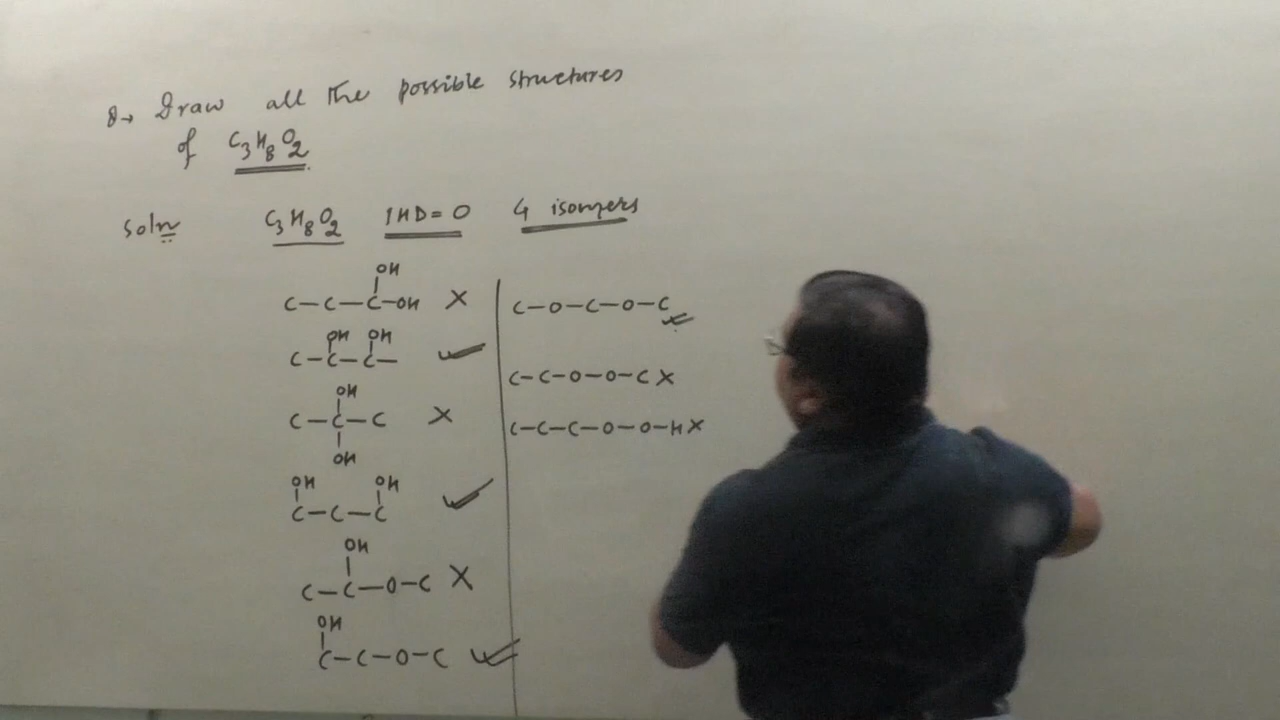 Q→ Draw all the possible structures
of C3H8O2.
Soln C3H8O2 IHD=0 4 isomers
OH
C-C-C-OH X
OH OH
C-C-C-
OH
C-C-C X
OH
OH OH
C-C-C
OH
C-C-O-C X
OH
C-C-O-C
C-O-C-O-C
C-C-O-O-C X
C-C-C-O-O-H X